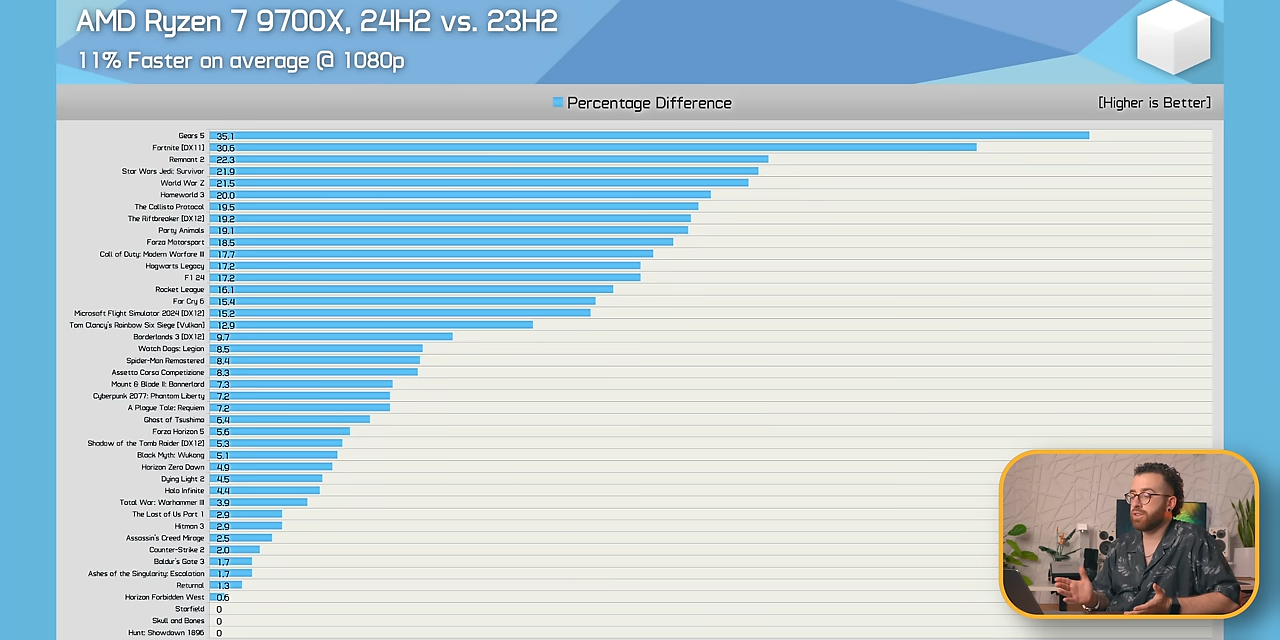 AMD Ryzen 7 9700X, 24H2 vs. 23H2
11% Faster on average @ 1080p
Percentage Difference
[Higher is Better]
Gears 5 35.1
Fortnite [DX11] 30.6
Remnant 2 22.3
Star Wars Jedi: Survivor 21.9
World War Z 21.5
Homeworld 3 20.0
The Callisto Protocol 19.5
The Riftbreaker [DX12] 19.2
Party Animals 19.1
Forza Motorsport 18.5
Call of Duty: Modern Warfare III 17.7
Hogwarts Legacy 17.2
F1 24 17.2
Rocket League 16.1
Far Cry 6 15.4
Microsoft Flight Simulator 2024 [DX12] 15.2
Tom Clancy's Rainbow Six Siege [Vulkan] 12.9
Borderlands 3 [DX12] 9.7
Watch Dogs: Legion 8.5
Spider-Man Remastered 8.4
Assetto Corsa Competizione 8.3
Mount & Blade II: Bannerlord 7.3
Cyberpunk 2077: Phantom Liberty 7.2
A Plague Tale: Requiem 7.2
Ghost of Tsushima 6.4
Forza Horizon 5 5.6
Shadow of the Tomb Raider [DX12] 5.3
Black Myth: Wukong 5.1
Horizon Zero Dawn 4.9
Dying Light 2 4.5
Halo Infinite 4.4
Total War: Warhammer III 3.9
The Last of Us Part 1 2.9
Hitman 3 2.9
Assassin's Creed Mirage 2.5
Counter-Strike 2 2.0
Baldur's Gate 3 1.7
Ashes of the Singularity: Escalation 1.7
Returnal 1.3
Horizon Forbidden West 0.6
Starfield 0
Skull and Bones 0
Hunt: Showdown 1896 0